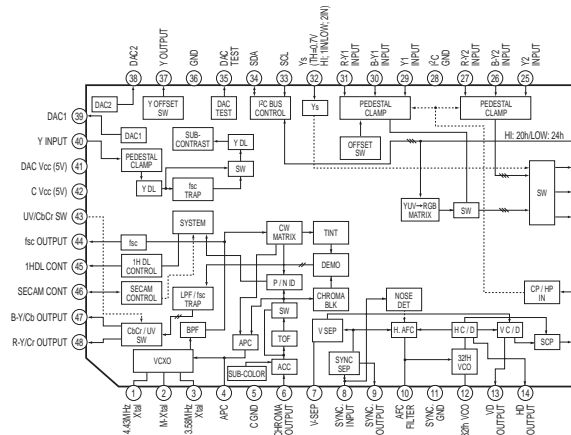 DAC2
Y OUTPUT
GND
DAC
TEST
SDA
SCL
Ys
(TH=0.7V
HI; 1IN/LOW; 2IN)
R-Y1
INPUT
B-Y1
INPUT
Y1
INPUT
I²C
GND
R-Y2
INPUT
B-Y2
INPUT
Y2
INPUT
38
37
36
35
34
33
32
31
30
29
28
27
26
25
DAC1
39
Y INPUT
40
DAC Vcc (5V)
41
C Vcc (5V)
42
UV/CbCr SW
43
fsc OUTPUT
44
1HDL CONT
45
SECAM CONT
46
B-Y/Cb OUTPUT
47
R-Y/Cr OUTPUT
48
DAC2
Y OFFSET
SW
DAC
TEST
I²C BUS
CONTROL
Ys
PEDESTAL
CLAMP
PEDESTAL
CLAMP
DAC1
SUB-
CONTRAST
Y DL
OFFSET
SW
HI: 20h/LOW: 24h
PEDESTAL
CLAMP
Y DL
fsc
TRAP
SW
YUV→RGB
MATRIX
SW
SW
SYSTEM
fsc
CW
MATRIX
TINT
1H DL
CONTROL
DEMO
P / N ID
SECAM
CONTROL
LPF / fsc
TRAP
CHROMA
BLK
NOSE
DET
CP / HP
IN
CbCr / UV
SW
BPF
APC
SW
TOF
V SEP
H. AFC
H C / D
V C / D
SCP
VCXO
SUB-COLOR
ACC
SYNC
SEP
32fH
VCO
1
2
3
4
5
6
7
8
9
10
11
12
13
14
4.43MHz
Xtal
M-Xtal
3.58MHz
Xtal
APC
C GND
CHROMA
OUTPUT
V-SEP
SYNC.
INPUT
SYNC.
OUTPUT
AFC
FILTER
SYNC.
GND
32fH VCO
VD
OUTPUT
HD
OUTPUT